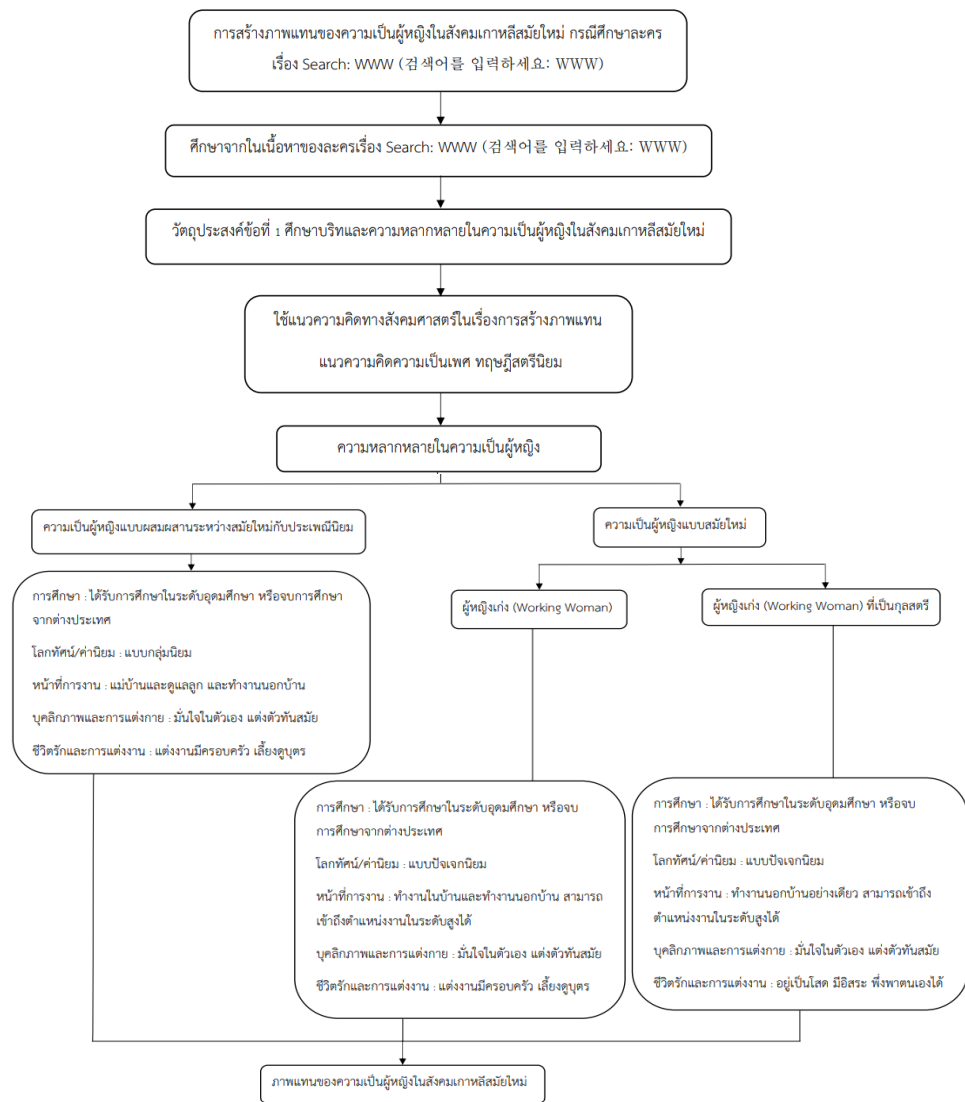 การสร้างภาพแทนของความเป็นผู้หญิงในสังคมเกาหลีสมัยใหม่ กรณีศึกษาละคร
เรื่อง Search: WWW (검색어를 입력하세요: WWW)
ศึกษาจากในเนื้อหาของละครเรื่อง Search: WWW (검색어를 입력하세요: WWW)
วัตถุประสงค์ข้อที่ 1 ศึกษาบริทและความหลากหลายในความเป็นผู้หญิงในสังคมเกาหลีสมัยใหม่
ใช้แนวความคิดทางสังคมศาสตร์ในเรื่องการสร้างภาพแทน
แนวความคิดความเป็นเพศ ทฤษฎีสตรีนิยม
ความหลากหลายในความเป็นผู้หญิง
ความเป็นผู้หญิงแบบผสมผสานระหว่างสมัยใหม่กับประเพณีนิยม
ความเป็นผู้หญิงแบบสมัยใหม่
การศึกษา : ได้รับการศึกษาในระดับอุดมศึกษา หรือจบการศึกษา
จากต่างประเทศ
โลกทัศน์/ค่านิยม : แบบกลุ่มนิยม
หน้าที่การงาน : แม่บ้านและดูแลลูก และทำงานนอกบ้าน
บุคลิกภาพและการแต่งกาย : มั่นใจในตัวเอง แต่งตัวทันสมัย
ชีวิตรักและการแต่งงาน : แต่งงานมีครอบครัว เลี้ยงดูบุตร
ผู้หญิงเก่ง (Working Woman)
ผู้หญิงเก่ง (Working Woman) ที่เป็นกุลสตรี
การศึกษา : ได้รับการศึกษาในระดับอุดมศึกษา หรือจบ
การศึกษาจากต่างประเทศ
โลกทัศน์/ค่านิยม : แบบปัจเจกนิยม
หน้าที่การงาน : ทำงานในบ้านและทำงานนอกบ้าน สามารถ
เข้าถึงตำแหน่งงานในระดับสูงได้
บุคลิกภาพและการแต่งกาย : มั่นใจในตัวเอง แต่งตัวทันสมัย
ชีวิตรักและการแต่งงาน : แต่งงานมีครอบครัว เลี้ยงดูบุตร
การศึกษา : ได้รับการศึกษาในระดับอุดมศึกษา หรือจบ
การศึกษาจากต่างประเทศ
โลกทัศน์/ค่านิยม : แบบปัจเจกนิยม
หน้าที่การงาน : ทำงานนอกบ้านอย่างเดียว สามารถเข้าถึง
ตำแหน่งงานในระดับสูงได้
บุคลิกภาพและการแต่งกาย : มั่นใจในตัวเอง แต่งตัวทันสมัย
ชีวิตรักและการแต่งงาน : อยู่เป็นโสด มีอิสระ พึ่งพาตนเองได้
ภาพแทนของความเป็นผู้หญิงในสังคมเกาหลีสมัยใหม่